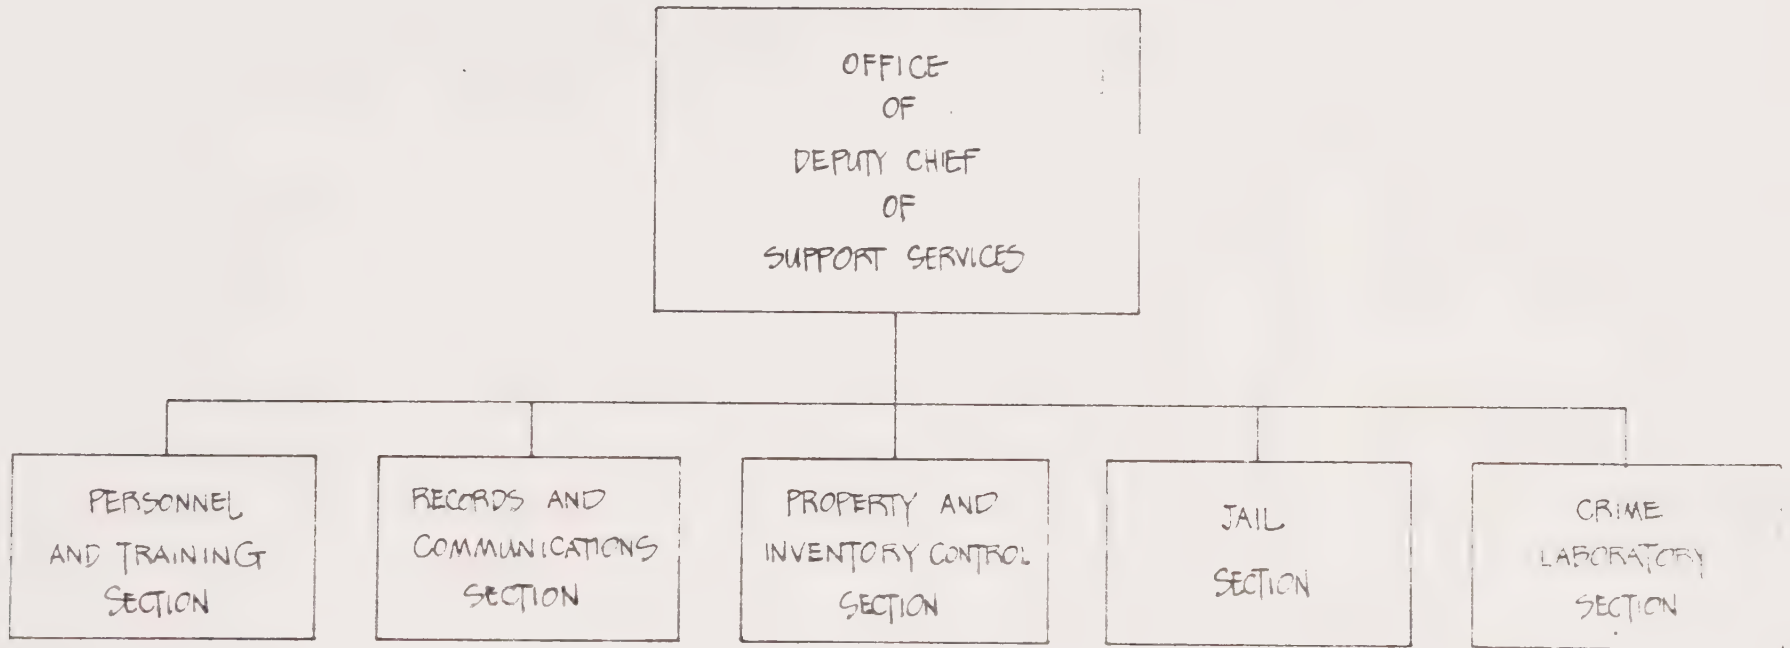 OFFICE
OF
DEPUTY CHIEF
OF
SUPPORT SERVICES
PERSONNEL
AND TRAINING
SECTION
RECORDS AND
COMMUNICATIONS
SECTION
PROPERTY AND
INVENTORY CONTROL
SECTION
JAIL
SECTION
CRIME
LABORATORY
SECTION